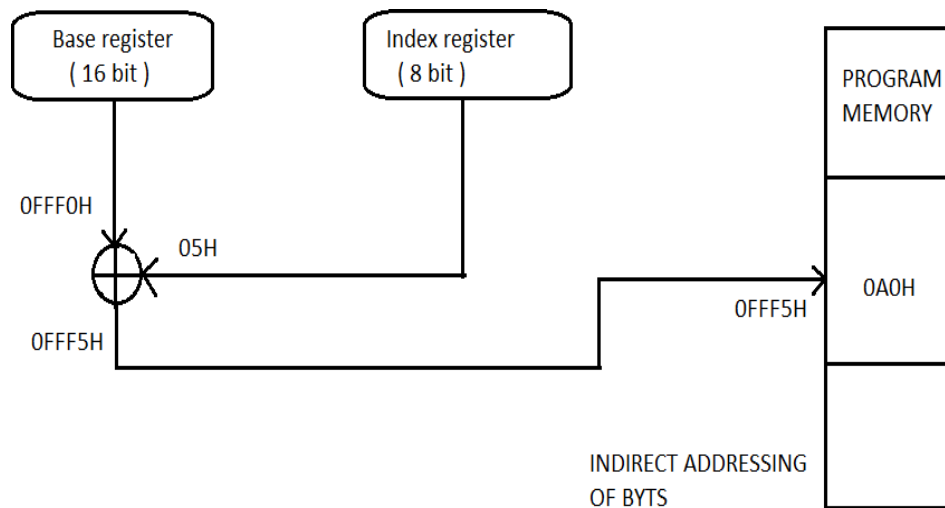 Base register
( 16 bit )
Index register
( 8 bit )
PROGRAM
MEMORY
0FFF0H
05H
0FFF5H
0FFF5H
0A0H
INDIRECT ADDRESSING
OF BYTS